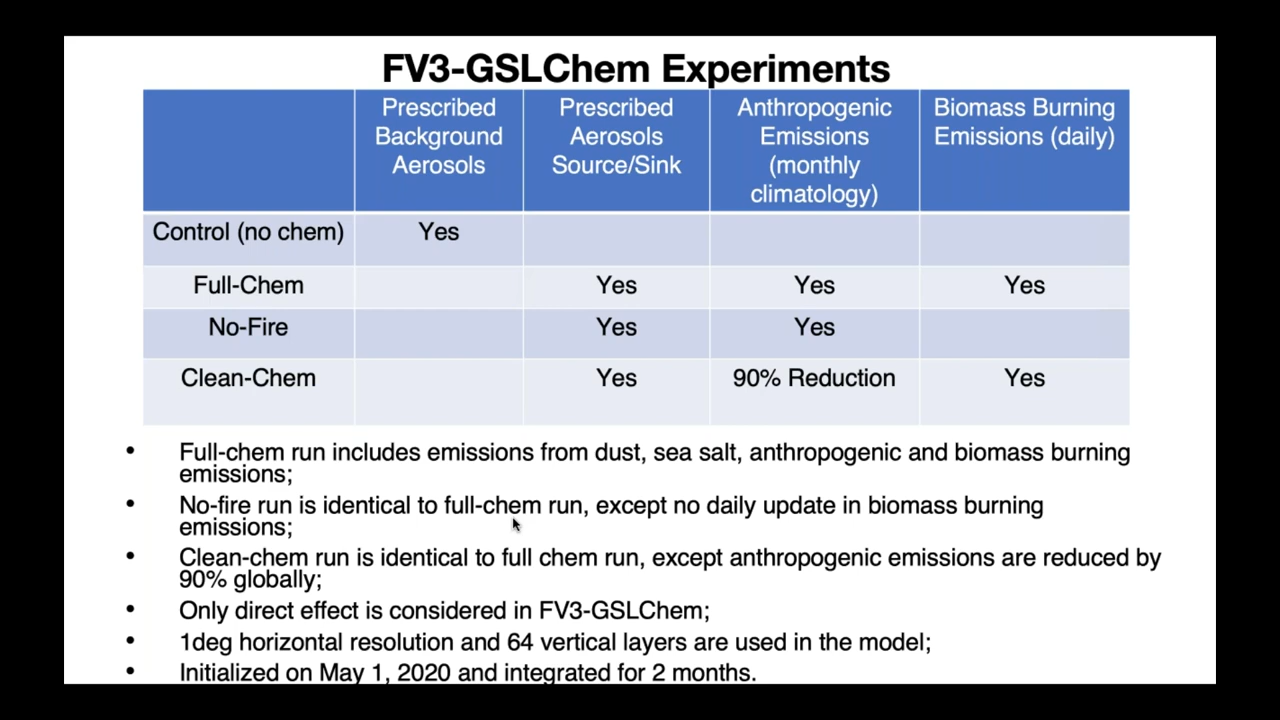 FV3-GSLChem Experiments
Prescribed Background Aerosols
Prescribed Aerosols Source/Sink
Anthropogenic Emissions (monthly climatology)
Biomass Burning Emissions (daily)
Control (no chem) Yes
Full-Chem Yes Yes Yes
No-Fire Yes Yes
Clean-Chem Yes 90% Reduction Yes
• Full-chem run includes emissions from dust, sea salt, anthropogenic and biomass burning
emissions;
• No-fire run is identical to full-chem run, except no daily update in biomass burning
emissions;
• Clean-chem run is identical to full chem run, except anthropogenic emissions are reduced by
90% globally;
• Only direct effect is considered in FV3-GSLChem;
• 1deg horizontal resolution and 64 vertical layers are used in the model;
• Initialized on May 1, 2020 and integrated for 2 months.